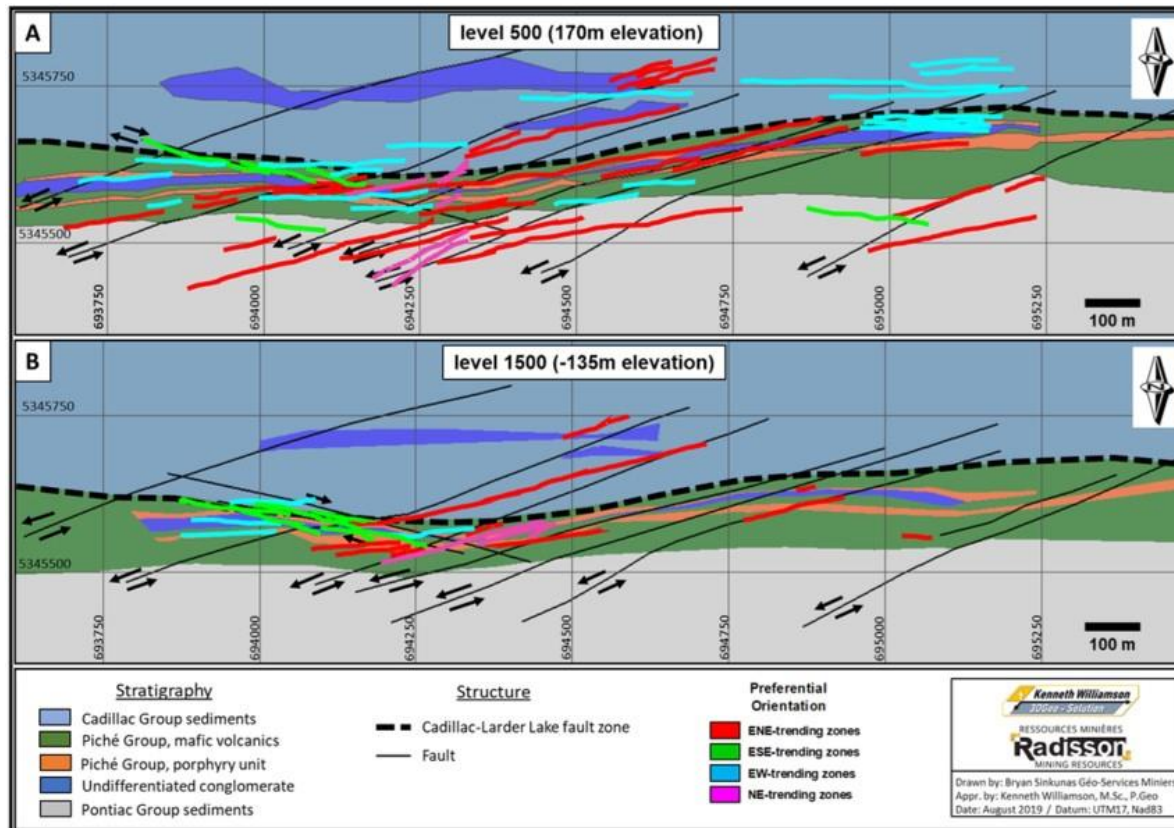 A
level 500 (170m elevation)
5345750
5345500
693750
694000
694250
694500
694750
695000
695250
100 m
B
level 1500 (-135m elevation)
5345750
5345500
693750
694000
694250
694500
694750
695000
695250
100 m
Stratigraphy
Cadillac Group sediments
Piché Group, mafic volcanics
Piché Group, porphyry unit
Undifferentiated conglomerate
Pontiac Group sediments
Structure
Cadillac-Larder Lake fault zone
Fault
Preferential
Orientation
ENE-trending zones
ESE-trending zones
EW-trending zones
NE-trending zones
Kenneth Williamson
3DGeo - Solution
RESSOURCES MINIÈRES
Radisson
MINING RESOURCES
Drawn by: Bryan Sinkunas Géo-Services Miniers
Appr. by: Kenneth Williamson, M.Sc., P.Geo
Date: August 2019 / Datum: UTM17, Nad83